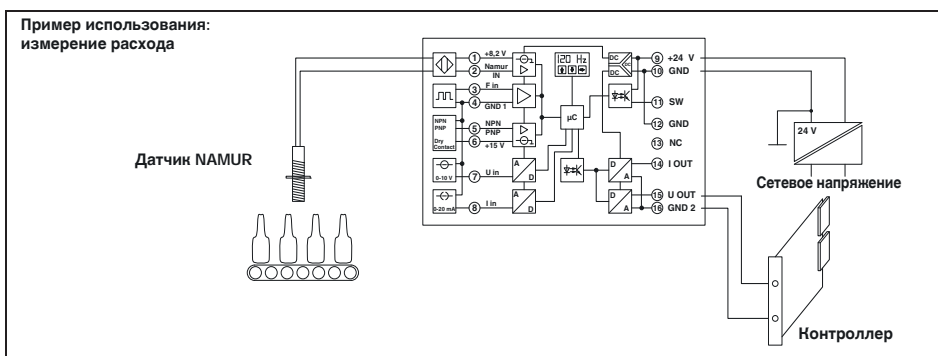 Пример использования:
измерение расхода
1 +8,2 V
2 Namur
IN
3 F in
4 GND 1
NPN
PNP
Dry
Contact
5 NPN
PNP
6 +15 V
0-10 V
7 U in
0-20 mA
8 I in
A
D
A
D
120 Hz
µC
DC
DC
D
A
D
A
9 +24 V
10 GND
11 SW
12 GND
13 NC
14 I OUT
15 U OUT
16 GND 2
24 V
Сетевое напряжение
Датчик NAMUR
Контроллер